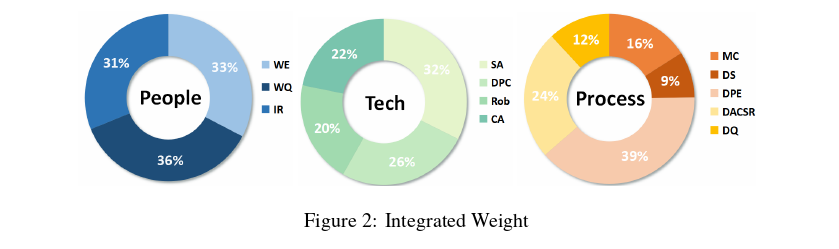 33%
36%
31%
People
WE
WQ
IR
32%
26%
20%
22%
Tech
SA
DPC
Rob
CA
16%
9%
39%
24%
12%
Process
MC
DS
DPE
DACSR
DQ
Figure 2: Integrated Weight